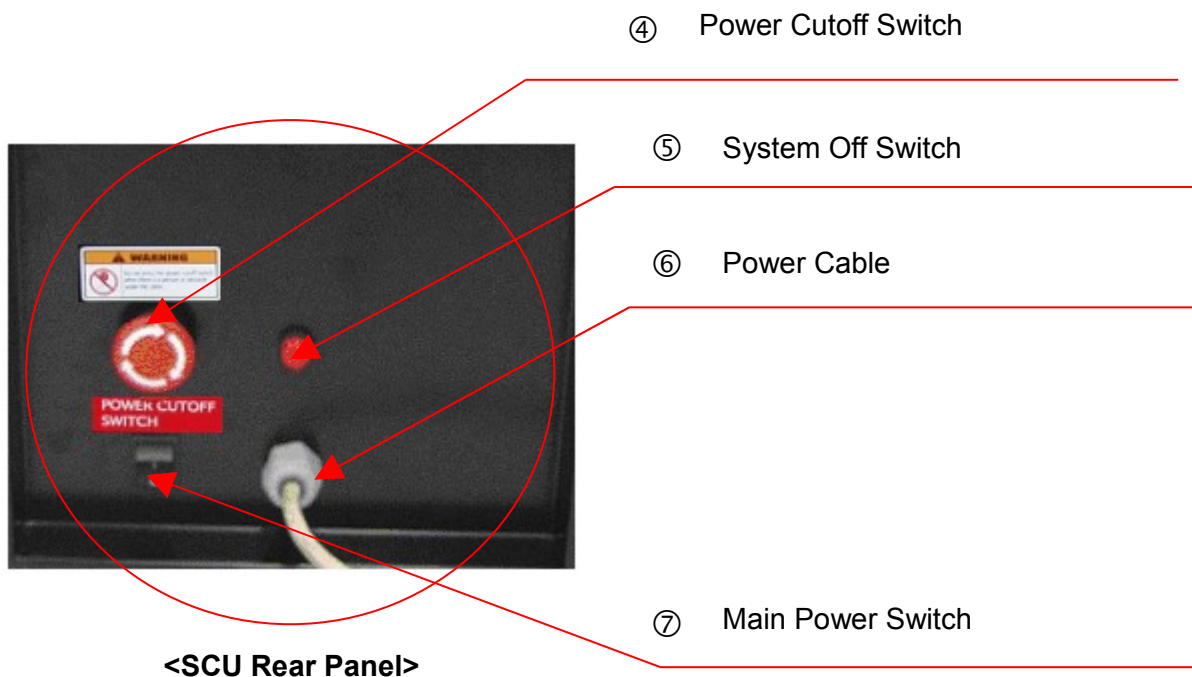 ④ Power Cutoff Switch
⑤ System Off Switch
WARNING
⑥ Power Cable
POWER CUTOFF
SWITCH
⑦ Main Power Switch
<SCU Rear Panel>